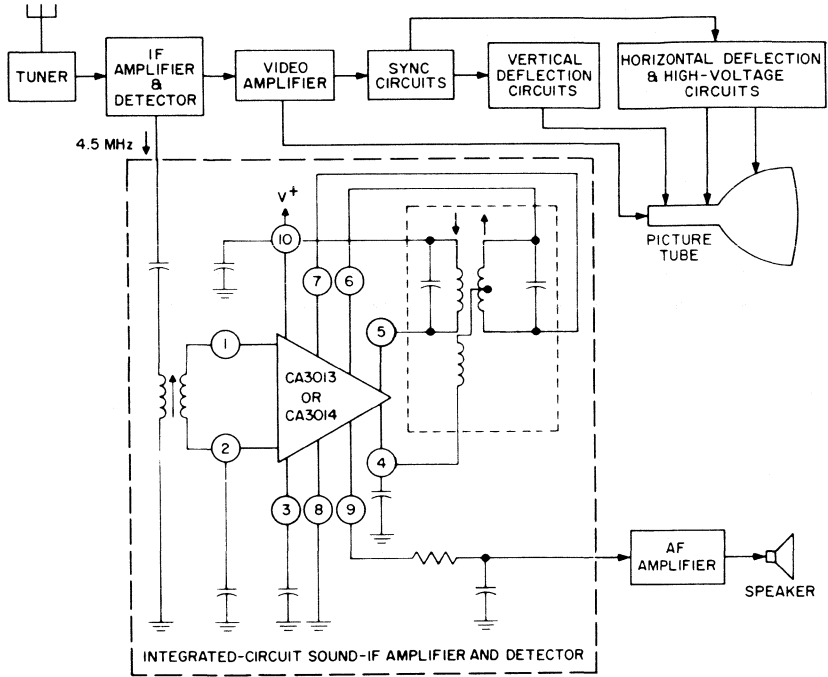 TUNER
IF
AMPLIFIER
&
DETECTOR
VIDEO
AMPLIFIER
SYNC
CIRCUITS
VERTICAL
DEFLECTION
CIRCUITS
HORIZONTAL DEFLECTION
& HIGH-VOLTAGE
CIRCUITS
4.5 MHz
PICTURE
TUBE
V+
10
7
6
5
1
CA3013
OR
CA3014
2
4
3
8
9
AF
AMPLIFIER
SPEAKER
INTEGRATED-CIRCUIT SOUND-IF AMPLIFIER AND DETECTOR